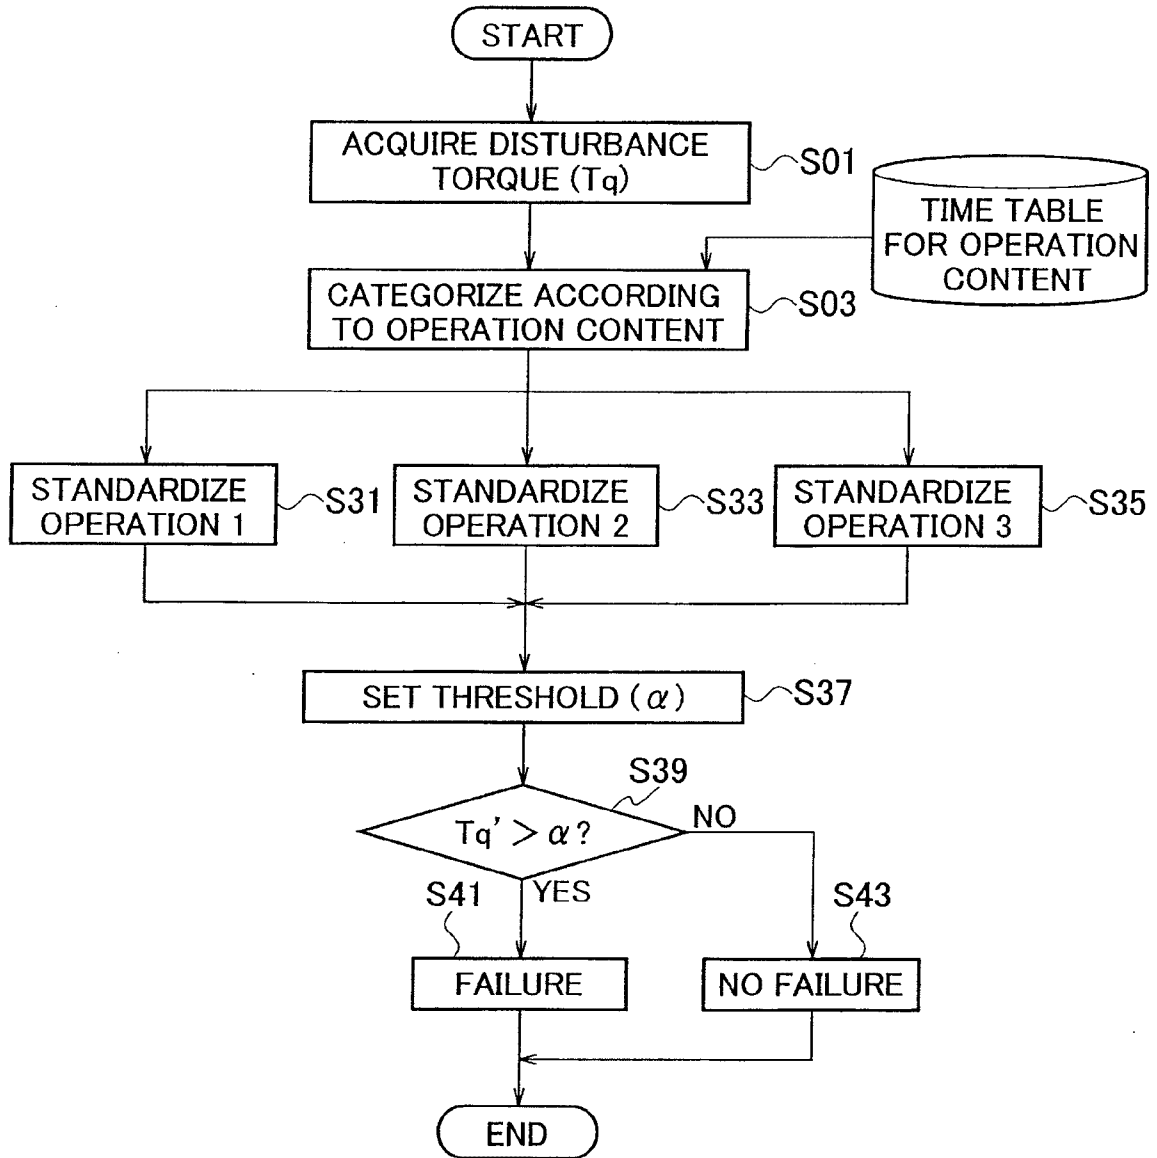 START
ACQUIRE DISTURBANCE
TORQUE (Tq)
S01
TIME TABLE
FOR OPERATION
CONTENT
CATEGORIZE ACCORDING
TO OPERATION CONTENT
S03
STANDARDIZE
OPERATION 1
S31
STANDARDIZE
OPERATION 2
S33
STANDARDIZE
OPERATION 3
S35
SET THRESHOLD (α)
S37
S39
Tq' > α?
NO
YES
S41
FAILURE
S43
NO FAILURE
END